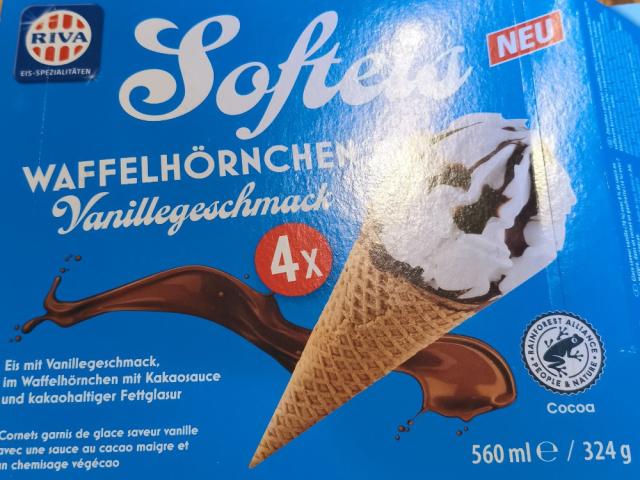 RIVA
EIS-SPEZIALITÄTEN
Softeis
NEU
WAFFELHÖRNCHEN
Vanillegeschmack
4x
Eis mit Vanillegeschmack,
im Waffelhörnchen mit Kakaosauce
und kakaohaltiger Fettglasur
Cornets garnis de glace saveur vanille
avec une sauce au cacao maigre et
un chemisage végécao
RAINFOREST ALLIANCE
PEOPLE & NATURE
Cocoa
560 ml e / 324 g